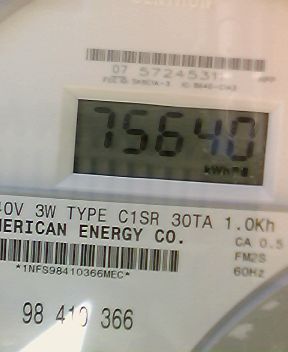 07 5724531
75640
kWh
40V 3W TYPE C1SR 30TA 1.0Kh
MERICAN ENERGY CO.
CA 0.5
*1NFS98410366MEC*
FM2S
60Hz
98 410 366